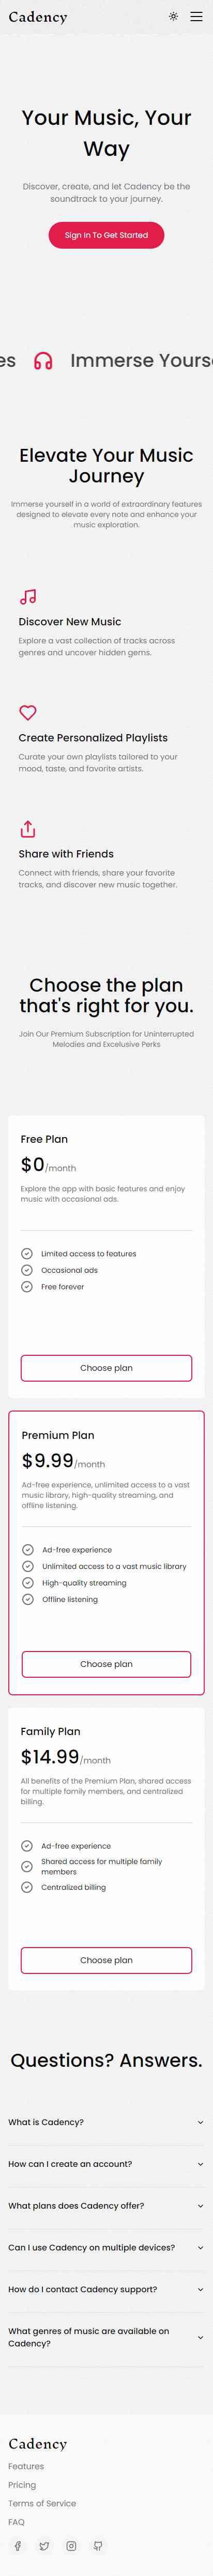 Cadency
Your Music, Your
Way
Discover, create, and let Cadency be the
soundtrack to your journey.
Sign In To Get Started
es Immerse Yourse
Elevate Your Music
Journey
Immerse yourself in a world of extraordinary features
designed to elevate every note and enhance your
music exploration.
Discover New Music
Explore a vast collection of tracks across
genres and uncover hidden gems.
Create Personalized Playlists
Curate your own playlists tailored to your
mood, taste, and favorite artists.
Share with Friends
Connect with friends, share your favorite
tracks, and discover new music together.
Choose the plan
that's right for you.
Join Our Premium Subscription for Uninterrupted
Melodies and Excelusive Perks
Free Plan
$0/month
Explore the app with basic features and enjoy
music with occasional ads.
Limited access to features
Occasional ads
Free forever
Choose plan
Premium Plan
$9.99/month
Ad-free experience, unlimited access to a vast
music library, high-quality streaming, and
offline listening.
Ad-free experience
Unlimited access to a vast music library
High-quality streaming
Offline listening
Choose plan
Family Plan
$14.99/month
All benefits of the Premium Plan, shared access
for multiple family members, and centralized
billing.
Ad-free experience
Shared access for multiple family
members
Centralized billing
Choose plan
Questions? Answers.
What is Cadency?
How can I create an account?
What plans does Cadency offer?
Can I use Cadency on multiple devices?
How do I contact Cadency support?
What genres of music are available on
Cadency?
Cadency
Features
Pricing
Terms of Service
FAQ